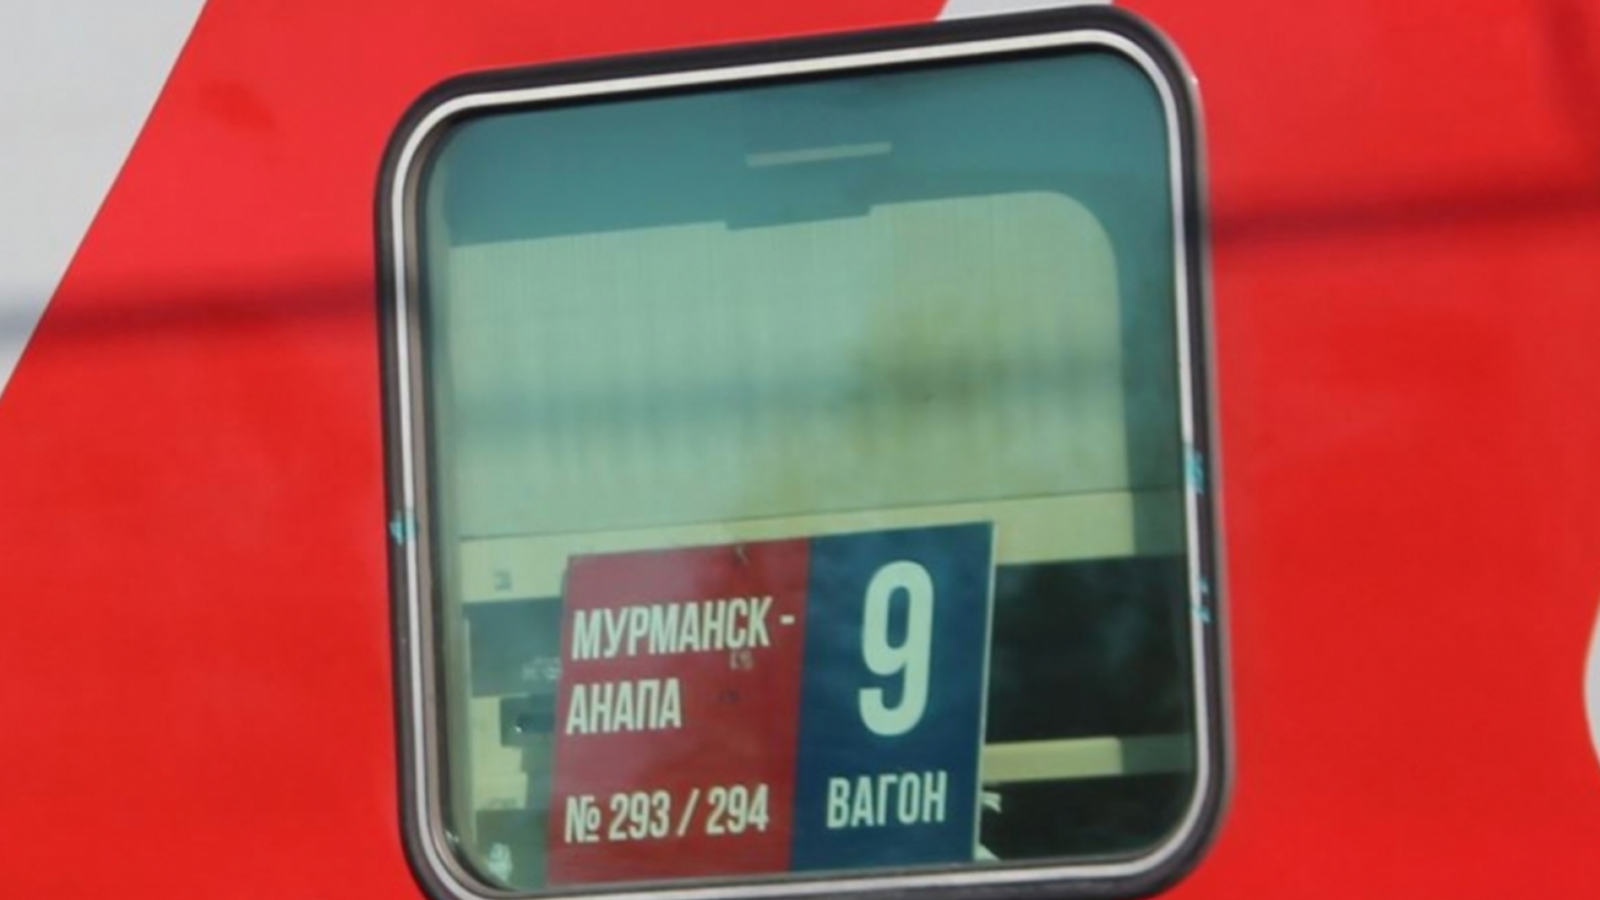 МУРМАНСК -
АНАПА
№ 293 / 294
9
ВАГОН